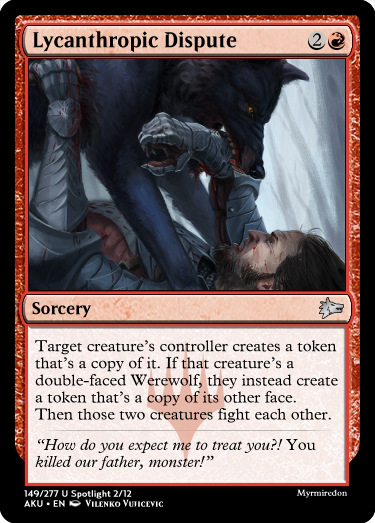 Lycanthropic Dispute 2
Sorcery
Target creature's controller creates a token
that's a copy of it. If that creature's a
double-faced Werewolf, they instead create
a token that's a copy of its other face.
Then those two creatures fight each other.
"How do you expect me to treat you?! You
killed our father, monster!"
149/277 U Spotlight 2/12
AKU • EN Vilenko Vujicevic
Myrmiredon